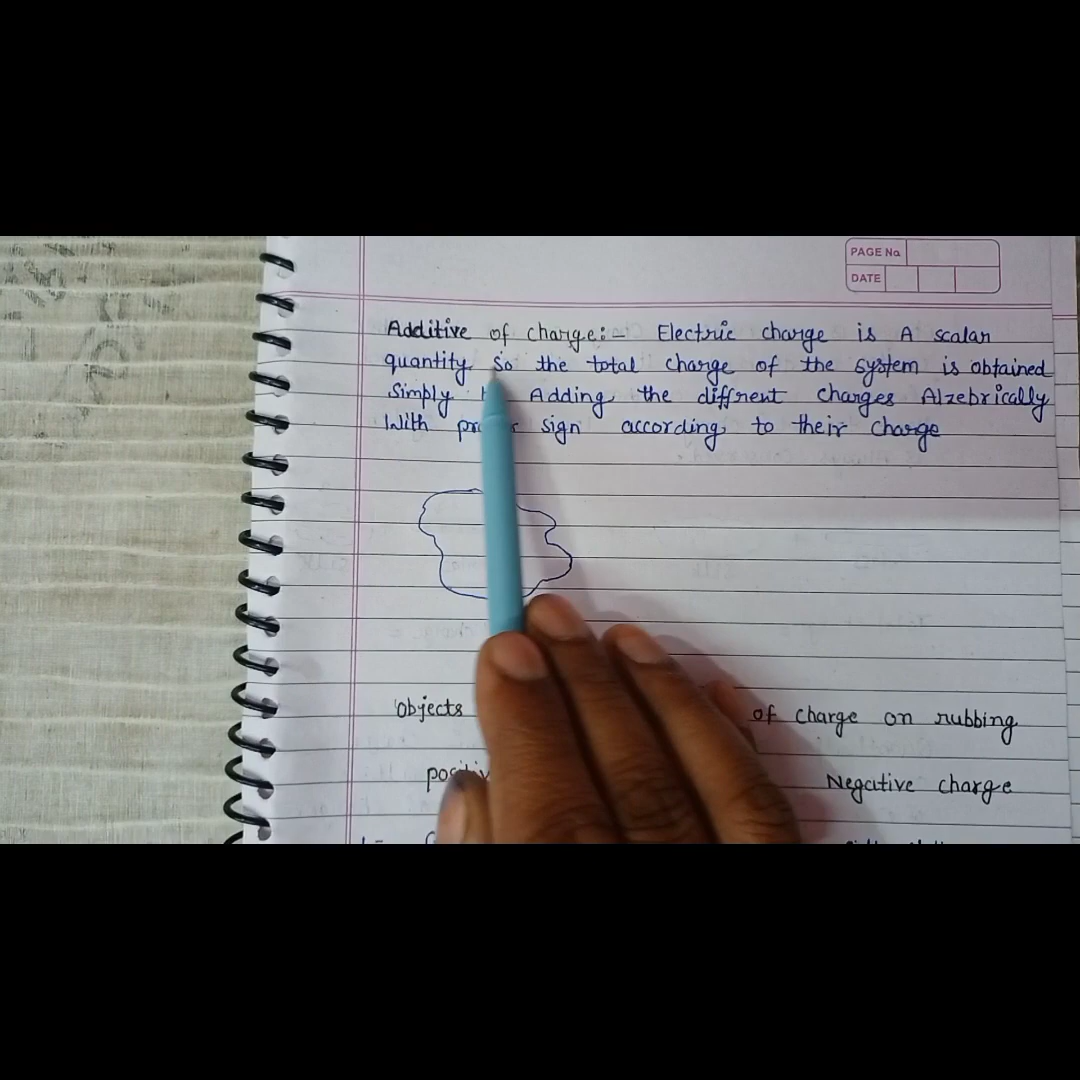 PAGE No
DATE
Additive of charge:- Electric charge is A scalar
quantity so the total charge of the system is obtained
Simply Adding the diffrent charges Alzebrically
With sign according to their charge
Objects of charge on rubbing
Negative charge